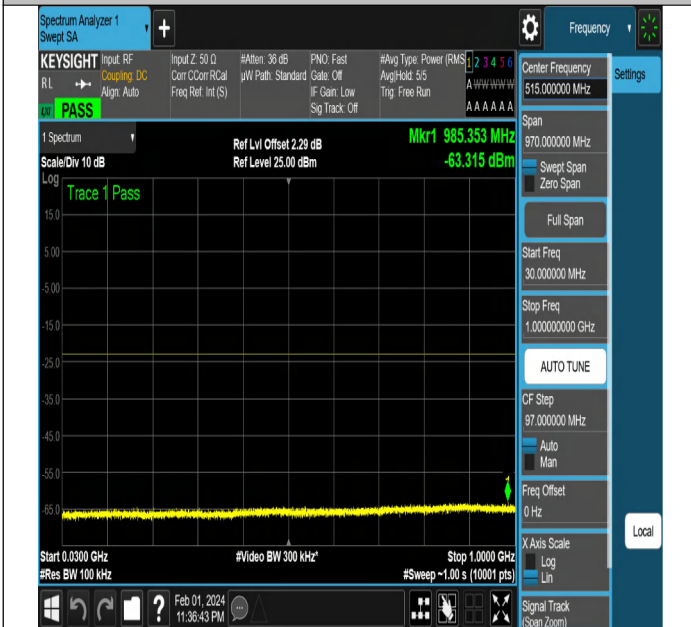 Spectrum Analyzer 1
Swept SA
+
Frequency
KEYSIGHT
RL
LXI PASS
Input: RF
Coupling: DC
Align: Auto
Input Z: 50 Ω
Corr CCorr RCal
Freq Ref: Int (S)
#Atten: 36 dB
µW Path: Standard
PNO: Fast
Gate: Off
IF Gain: Low
Sig Track: Off
#Avg Type: Power (RMS
Avg|Hold: 5/5
Trig: Free Run
1 2 3 4 5 6
A W W W W W
A A A A A A
1 Spectrum
Scale/Div 10 dB
Ref Lvl Offset 2.29 dB
Ref Level 25.00 dBm
Mkr1 985.353 MHz
-63.315 dBm
Log
Trace 1 Pass
15.0
5.00
-5.00
-15.0
-25.0
-35.0
-45.0
-55.0
-65.0
1
Start 0.0300 GHz
#Res BW 100 kHz
#Video BW 300 kHz*
Stop 1.0000 GHz
#Sweep ~1.00 s (10001 pts)
Center Frequency
515.000000 MHz
Settings
Span
970.000000 MHz
Swept Span
Zero Span
Full Span
Start Freq
30.000000 MHz
Stop Freq
1.000000000 GHz
AUTO TUNE
CF Step
97.000000 MHz
Auto
Man
Freq Offset
0 Hz
X Axis Scale
Log
Lin
Local
Signal Track
(Span Zoom)
?
Feb 01, 2024
11:36:43 PM